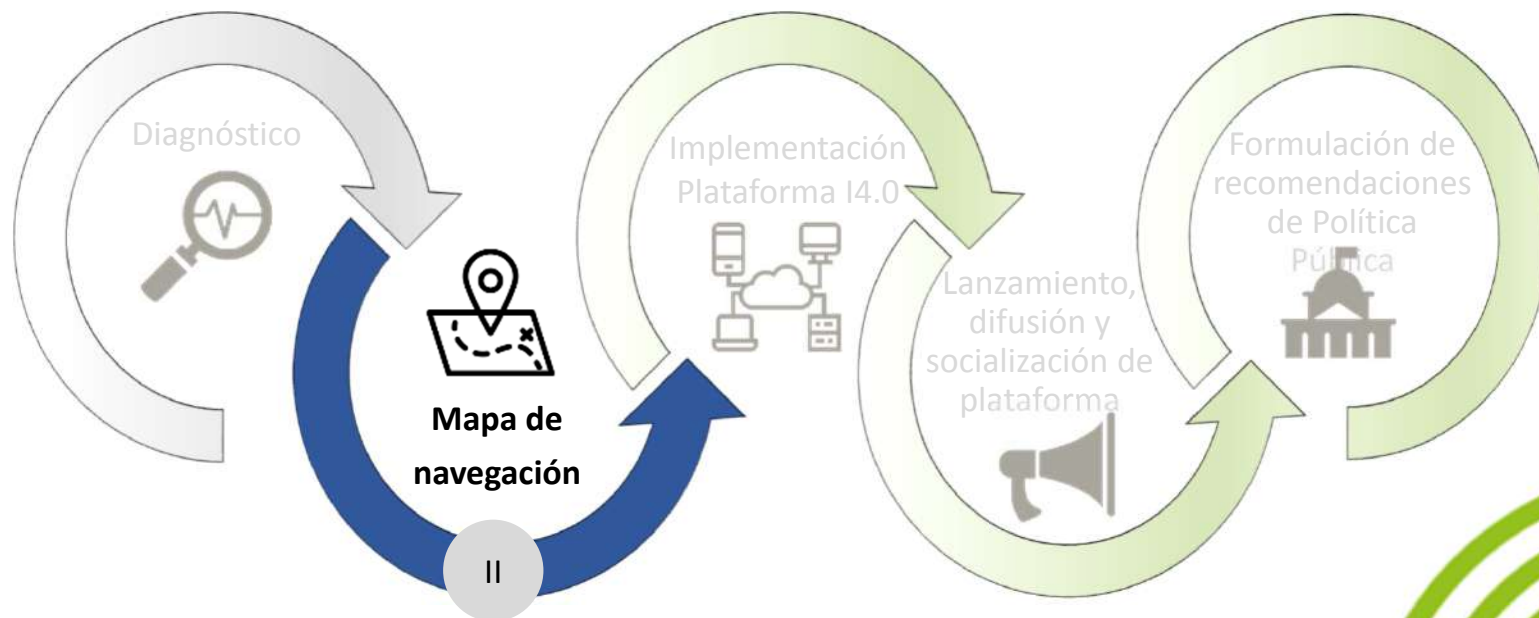 Diagnóstico
Mapa de
navegación
II
Implementación
Plataforma I4.0
Lanzamiento,
difusión y
socialización de
plataforma
Formulación de
recomendaciones
de Política
Pública